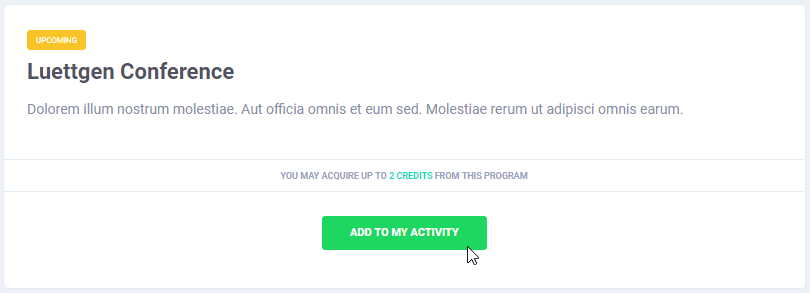 UPCOMING
Luettgen Conference
Dolorem illum nostrum molestiae. Aut officia omnis et eum sed. Molestiae rerum ut adipisci omnis earum.
YOU MAY ACQUIRE UP TO 2 CREDITS FROM THIS PROGRAM
ADD TO MY ACTIVITY